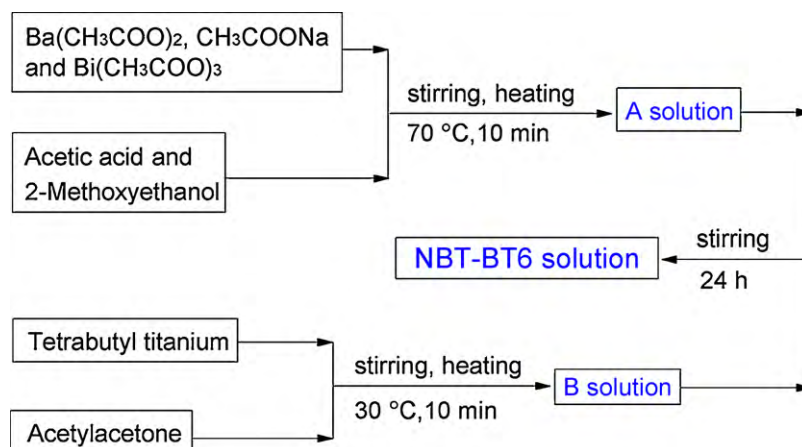 Ba(CH3COO)2, CH3COONa
and Bi(CH3COO)3
stirring, heating
70 °C,10 min
A solution
Acetic acid and
2-Methoxyethanol
NBT-BT6 solution
stirring
24 h
Tetrabutyl titanium
stirring, heating
30 °C,10 min
B solution
Acetylacetone